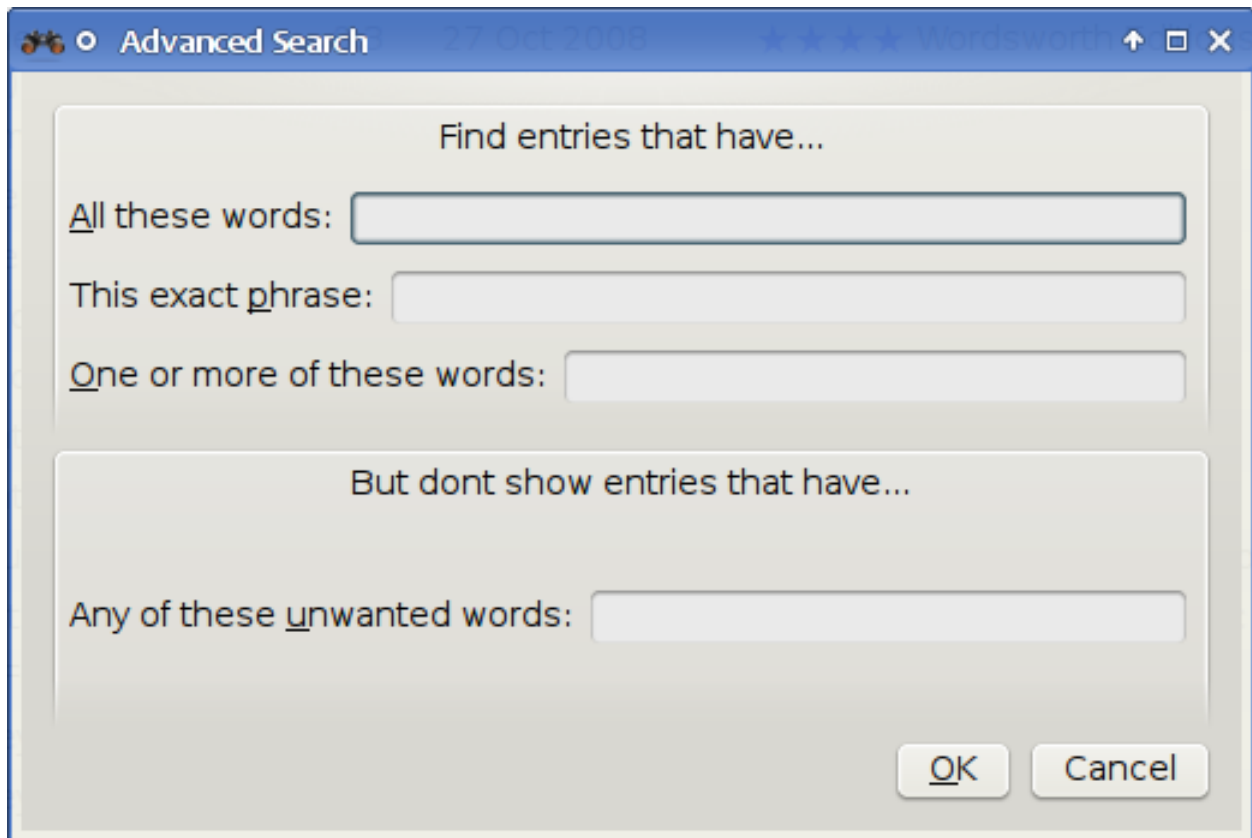 Advanced Search 27 Oct 2008 ★★★★ Wordsworth
Find entries that have...
All these words:
This exact phrase:
One or more of these words:
But dont show entries that have...
Any of these unwanted words:
OK Cancel